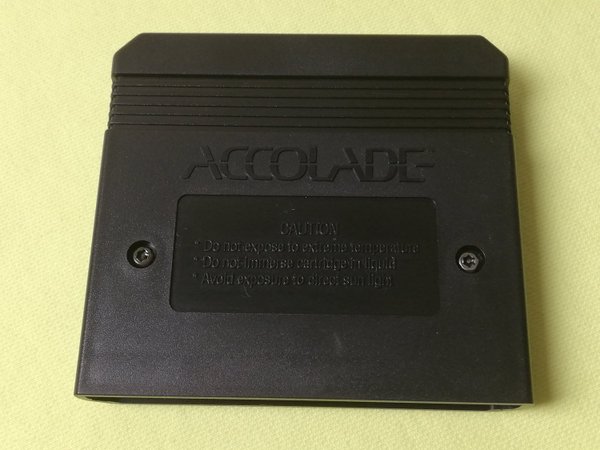 ACCOLADE™
CAUTION
* Do not expose to extreme temperature
* Do not immerse cartridge in liquid
* Avoid exposure to direct sun light